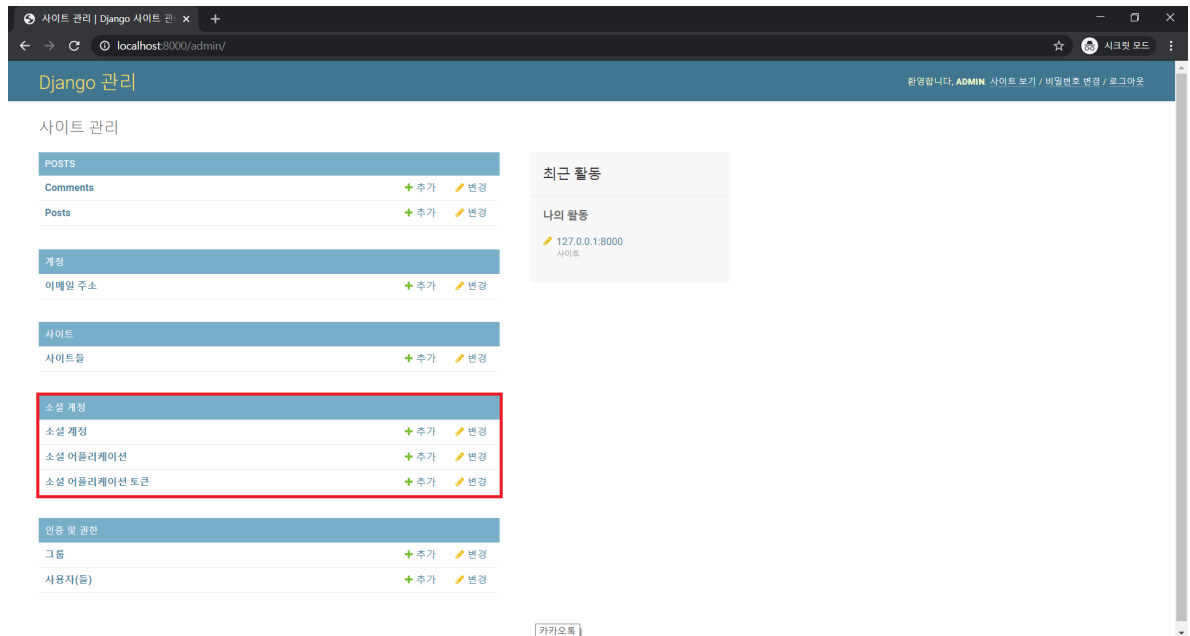 사이트 관리 | Django 사이트 관
localhost:8000/admin/
시크릿 모드
Django 관리
환영합니다, ADMIN. 사이트 보기 / 비밀번호 변경 / 로그아웃
사이트 관리
POSTS
Comments 추가 변경
Posts 추가 변경
계정
이메일 주소 추가 변경
사이트
사이트들 추가 변경
소셜 계정
소셜 계정 추가 변경
소셜 어플리케이션 추가 변경
소셜 어플리케이션 토큰 추가 변경
인증 및 권한
그룹 추가 변경
사용자(들) 추가 변경
최근 활동
나의 활동
127.0.0.1:8000
사이트
카카오톡